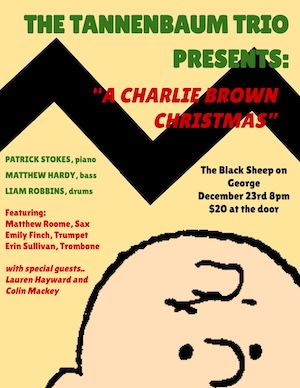 THE TANNENBAUM TRIO
PRESENTS:
"A CHARLIE BROWN
CHRISTMAS"
PATRICK STOKES, piano
MATTHEW HARDY, bass
LIAM ROBBINS, drums
Featuring:
Matthew Roome, Sax
Emily Finch, Trumpet
Erin Sullivan, Trombone
with special guests..
Lauren Hayward and
Colin Mackey
The Black Sheep on
George
December 23rd 8pm
$20 at the door